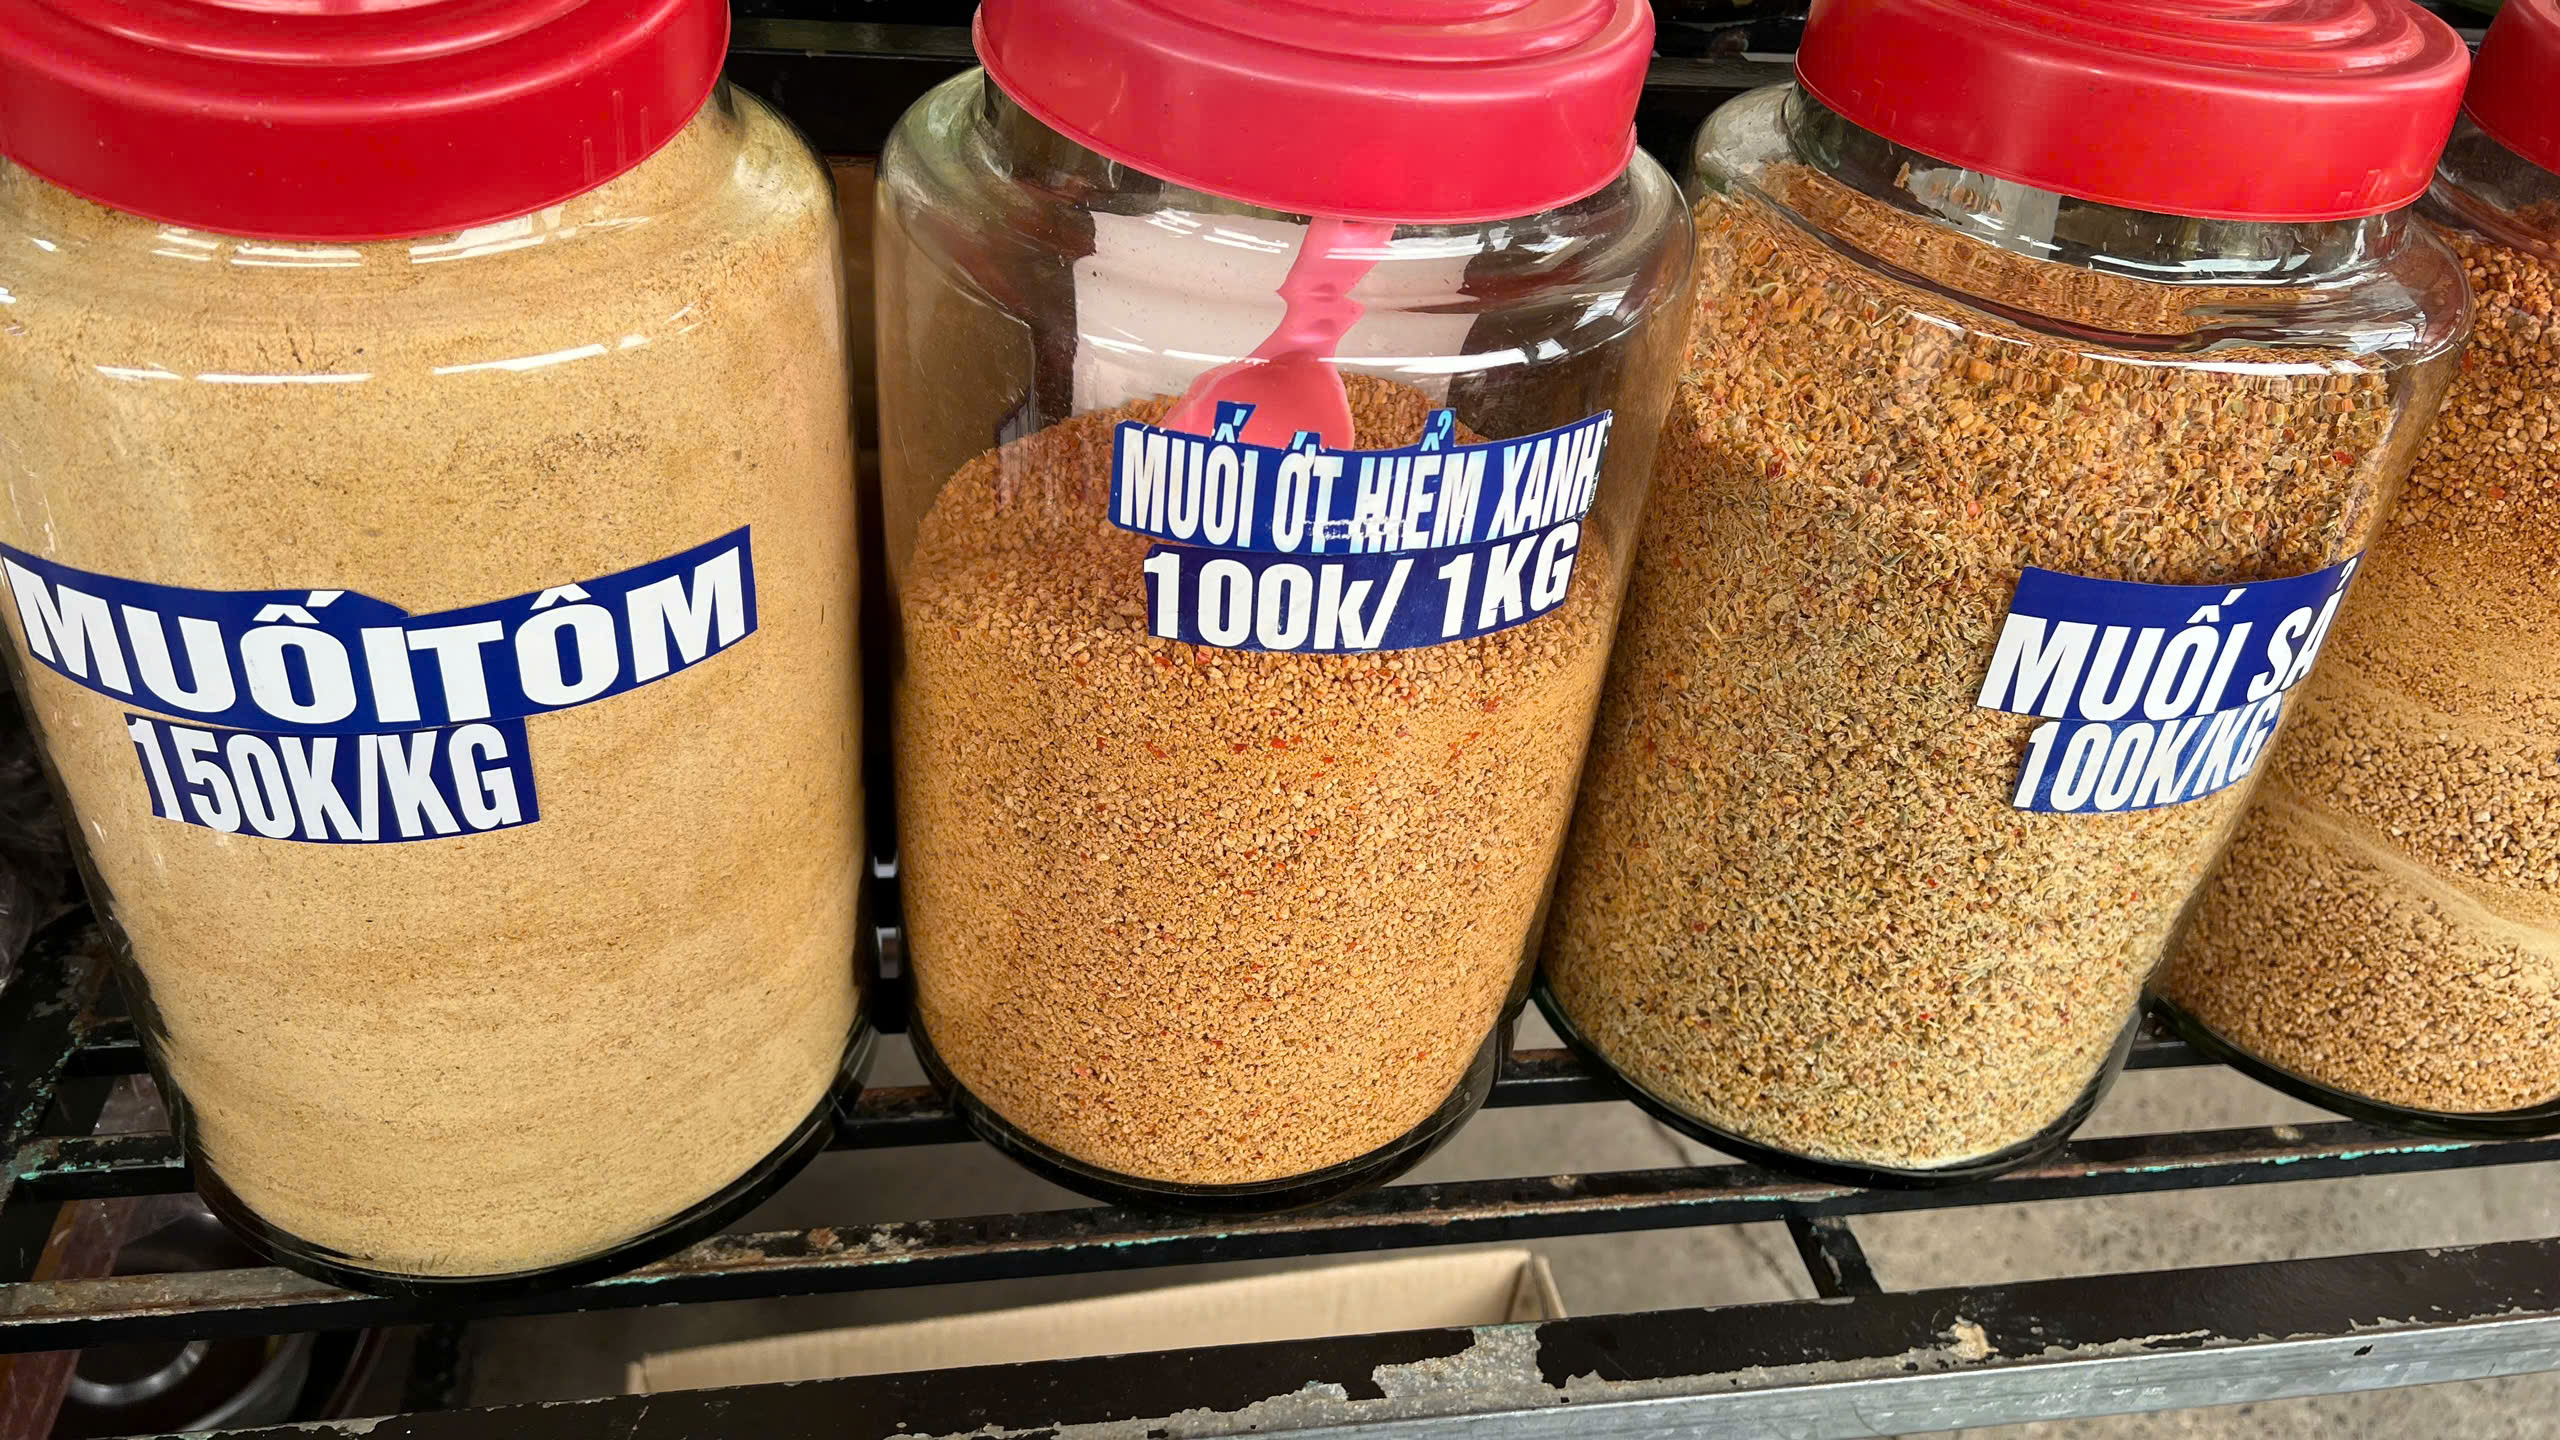 MUỐI TÔM
150K/KG
MUỐI ỚT HIỂM XANH
100k/ 1KG
MUỐI SẢ
100K/KG